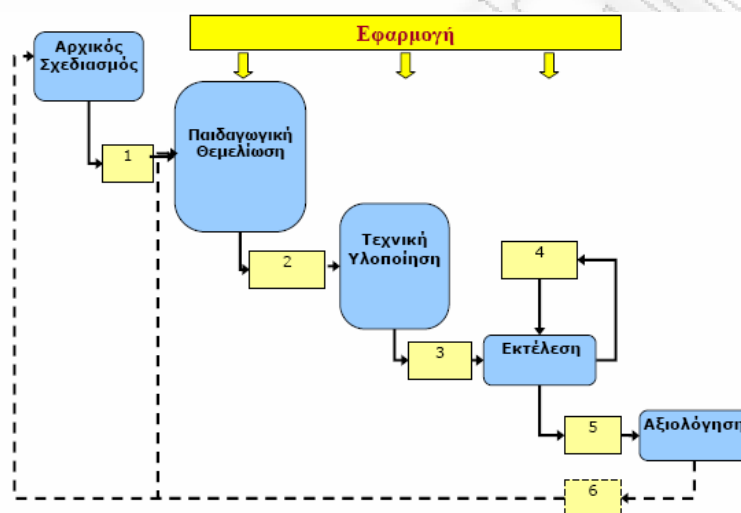 Εφαρμογή
Αρχικός
Σχεδιασμός
1
Παιδαγωγική
Θεμελίωση
2
Τεχνική
Υλοποίηση
3
4
Εκτέλεση
5
Αξιολόγηση
6